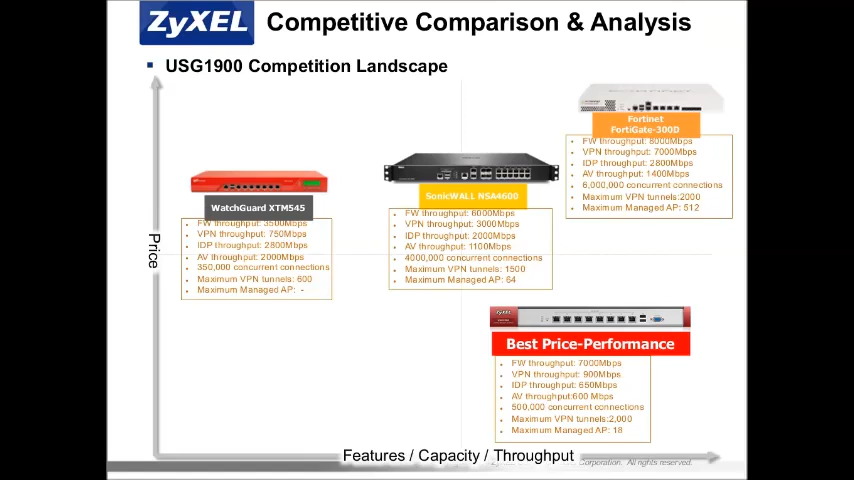 ZyXEL
Competitive Comparison & Analysis
USG1900 Competition Landscape
Fortinet
FortiGate-300D
FW throughput: 8000Mbps
VPN throughput: 7000Mbps
IDP throughput: 2800Mbps
AV throughput: 1400Mbps
6,000,000 concurrent connections
Maximum VPN tunnels:2000
Maximum Managed AP: 512
SonicWALL NSA4600
FW throughput: 6000Mbps
VPN throughput: 3000Mbps
IDP throughput: 2000Mbps
AV throughput: 1100Mbps
4000,000 concurrent connections
Maximum VPN tunnels: 1500
Maximum Managed AP: 64
WatchGuard XTM545
FW throughput: 3500Mbps
VPN throughput: 750Mbps
IDP throughput: 2800Mbps
AV throughput: 2000Mbps
350,000 concurrent connections
Maximum VPN tunnels: 600
Maximum Managed AP: -
Price
ZyXEL
Best Price-Performance
FW throughput: 7000Mbps
VPN throughput: 900Mbps
IDP throughput:650Mbps
AV throughput:600 Mbps
500,000 concurrent connections
Maximum VPN tunnels:2,000
Maximum Managed AP: 18
Features / Capacity / Throughput
Corporation. All rights reserved.